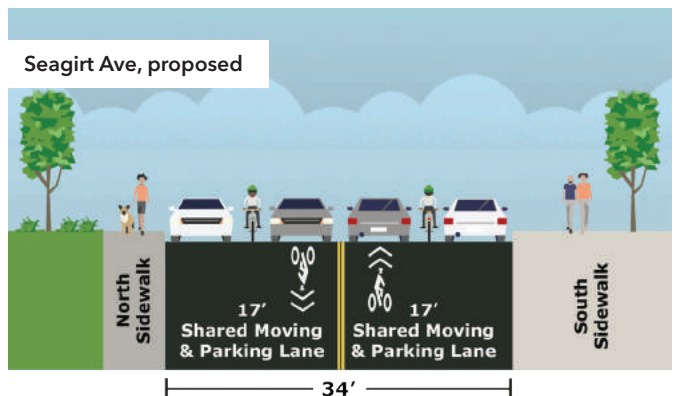 Seagirt Ave, proposed
North
Sidewalk
17'
Shared Moving
& Parking Lane
17'
Shared Moving
& Parking Lane
South
Sidewalk
34'